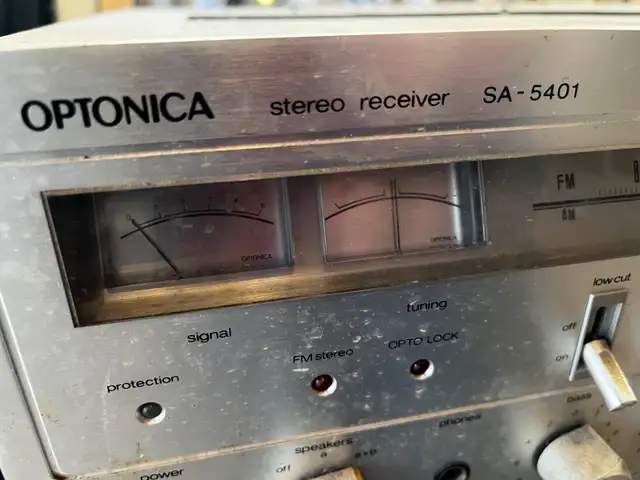 OPTONICA stereo receiver SA-5401
FM
AM
OPTONICA
OPTONICA
signal
tuning
low cut
off
on
protection
FM stereo
OPTO LOCK
bass
power
speakers
off a a+b
phones